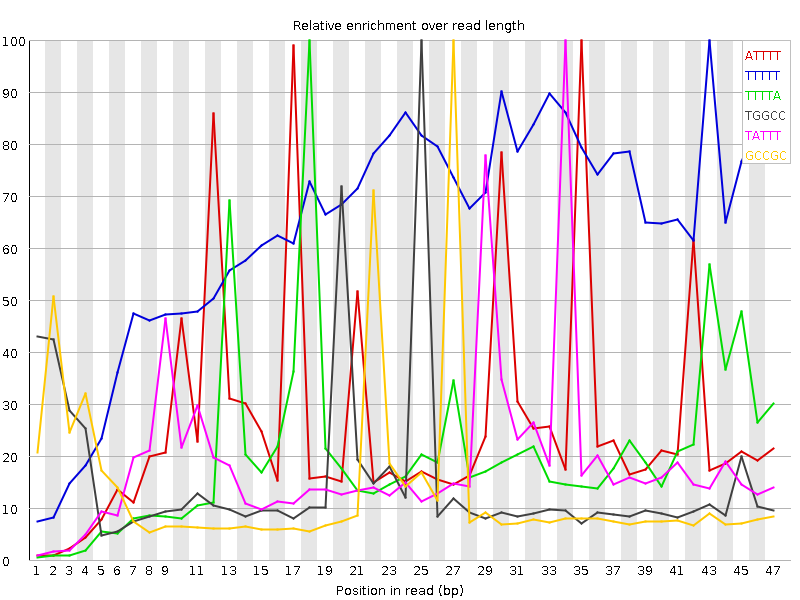 Relative enrichment over read length
100
90
80
70
60
50
40
30
20
10
0
ATTTT
TTTTT
TTTTA
TGGCC
TATTT
GCCGC
1 2 3 4 5 6 7 8 9 11 13 15 17 19 21 23 25 27 29 31 33 35 37 39 41 43 45 47
Position in read (bp)